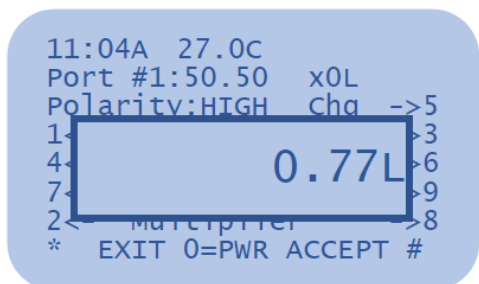 11:04A 27.0C
Port #1:50.50 x0L
Polarity:HIGH Chg ->5
1< >3
4< 0.77L >6
7< >9
2<- Multiplier ->8
* EXIT 0=PWR ACCEPT #